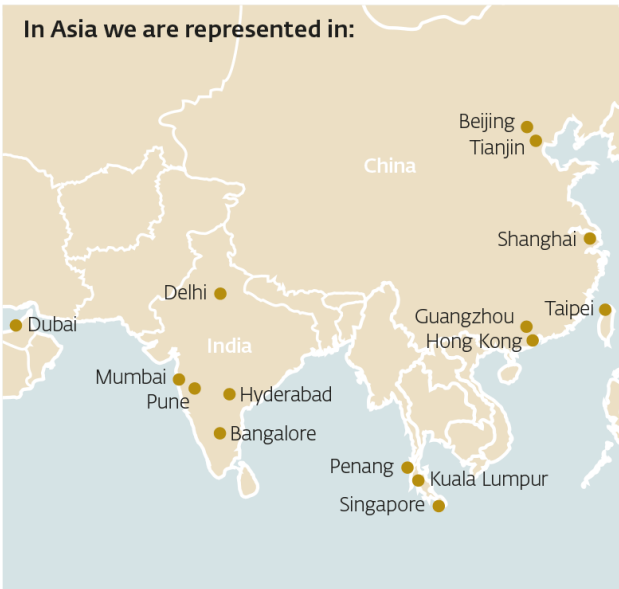 In Asia we are represented in:
Beijing
Tianjin
China
Shanghai
Delhi
Taipei
Guangzhou
Dubai
Hong Kong
India
Mumbai
Pune
Hyderabad
Bangalore
Penang
Kuala Lumpur
Singapore